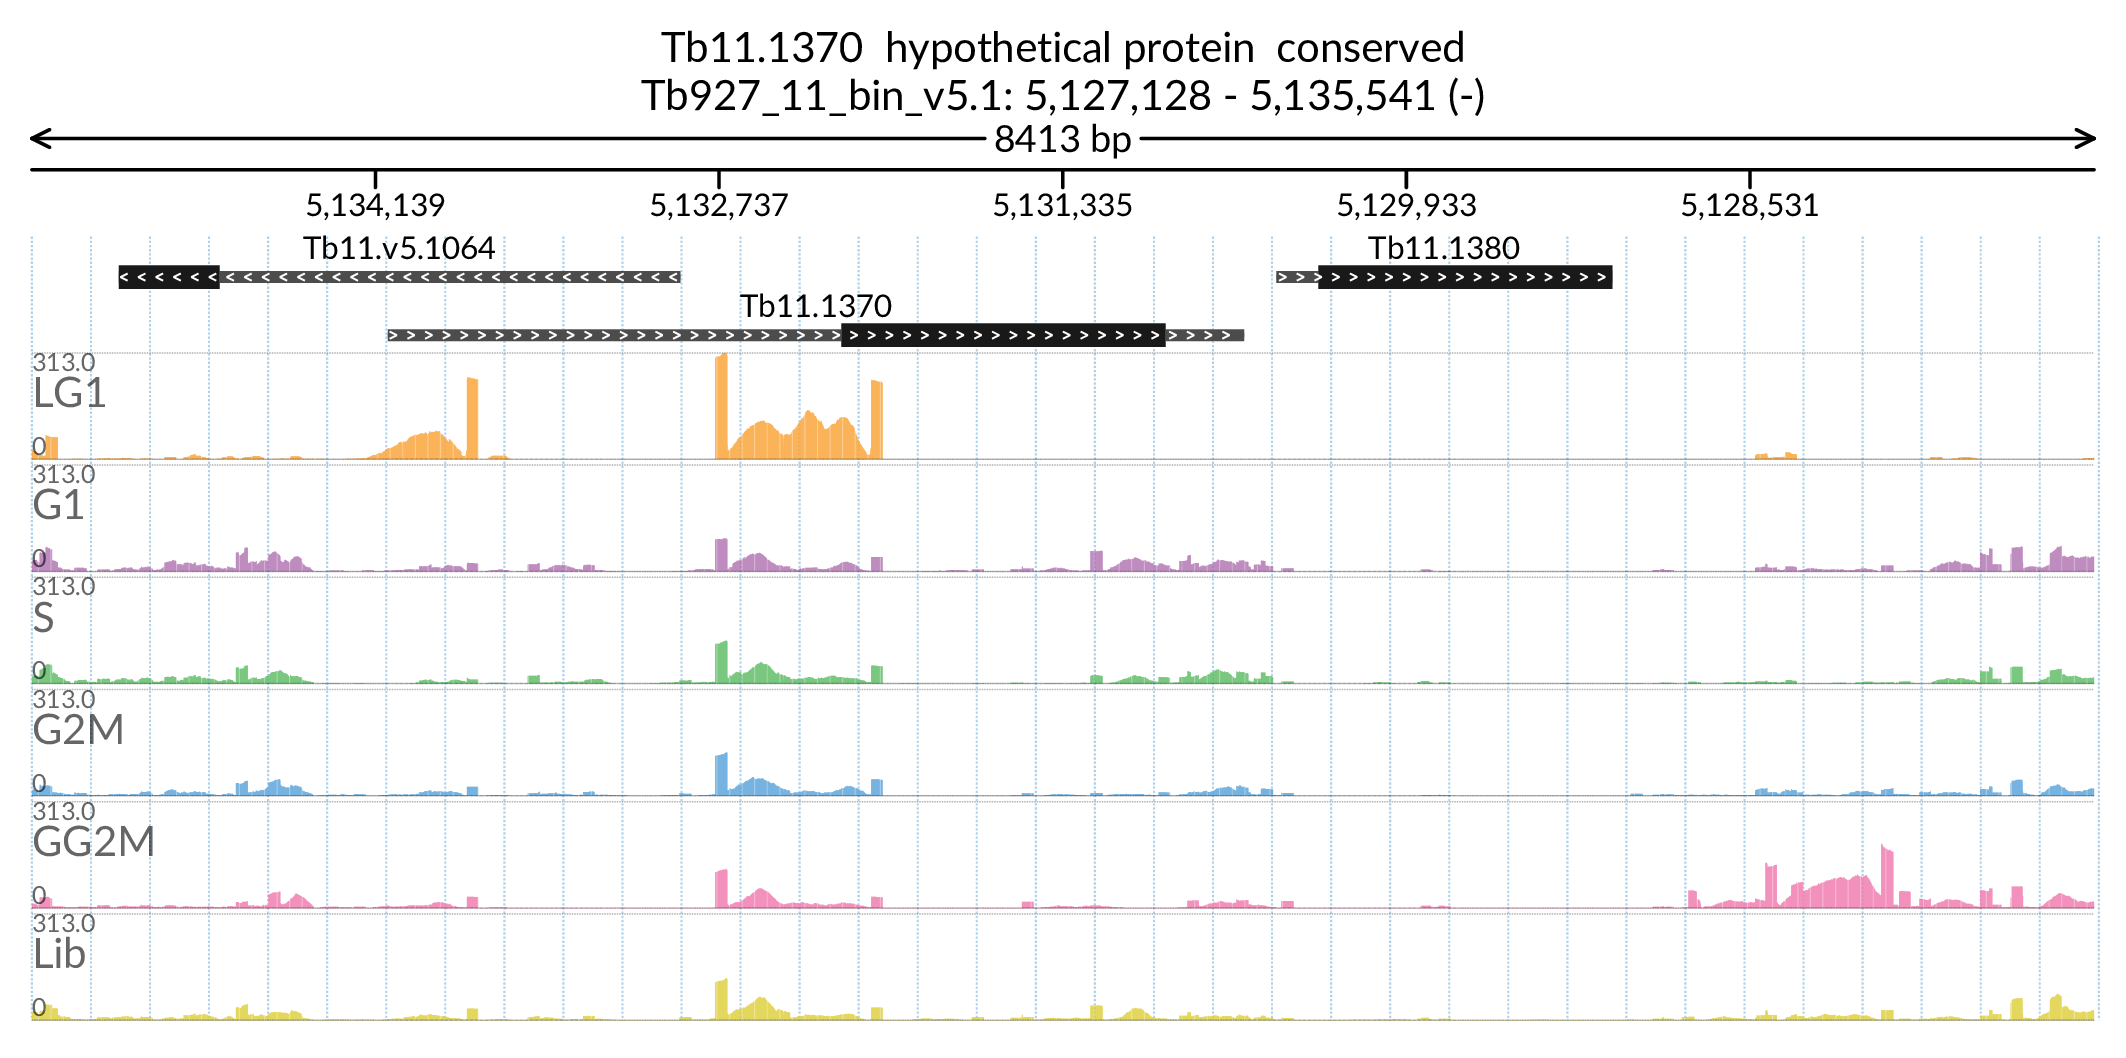 Tb11.1370  hypothetical protein  conserved
Tb927_11_bin_v5.1: 5,127,128 - 5,135,541 (-)
8413 bp
5,134,139 5,132,737 5,131,335 5,129,933 5,128,531
Tb11.v5.1064 Tb11.1380
Tb11.1370
313.0
LG1
0
313.0
G1
0
313.0
S
0
313.0
G2M
0
313.0
GG2M
0
313.0
Lib
0